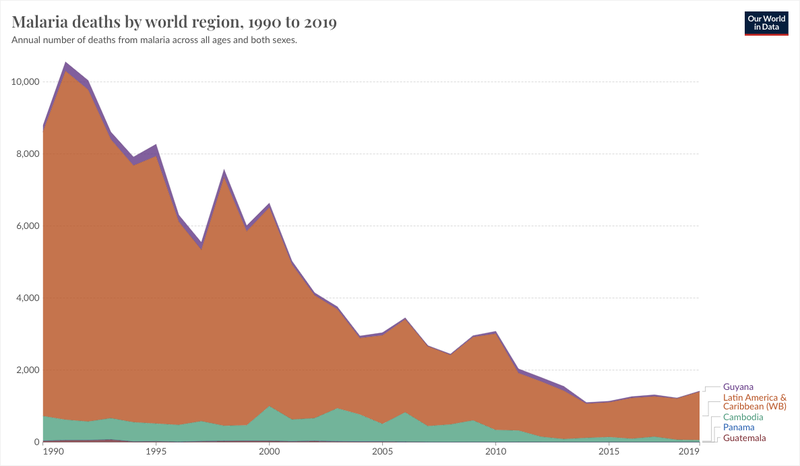 Malaria deaths by world region, 1990 to 2019
Annual number of deaths from malaria across all ages and both sexes.
Our World
in Data
10,000
8,000
6,000
4,000
2,000
0
1990
1995
2000
2005
2010
2015
2019
Guyana
Latin America &
Caribbean (WB)
Cambodia
Panama
Guatemala